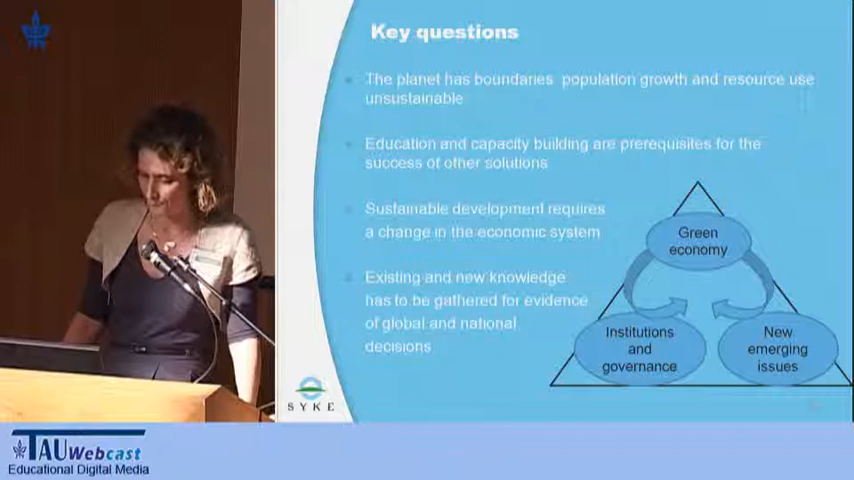 Key questions
The planet has boundaries population growth and resource use
unsustainable
Education and capacity building are prerequisites for the
success of other solutions
Sustainable development requires
a change in the economic system
Existing and new knowledge
has to be gathered for evidence
of global and national
decisions
Green
economy
Institutions
and
governance
New
emerging
issues
SYKE
TAU Webcast
Educational Digital Media